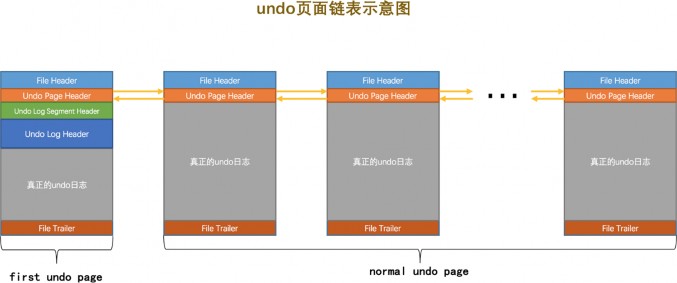 undo页面链表示意图
File Header
Undo Page Header
Undo Log Segment Header
Undo Log Header
真正的undo日志
File Trailer
first undo page
File Header
Undo Page Header
真正的undo日志
File Trailer
File Header
Undo Page Header
真正的undo日志
File Trailer
...
File Header
Undo Page Header
真正的undo日志
File Trailer
normal undo page